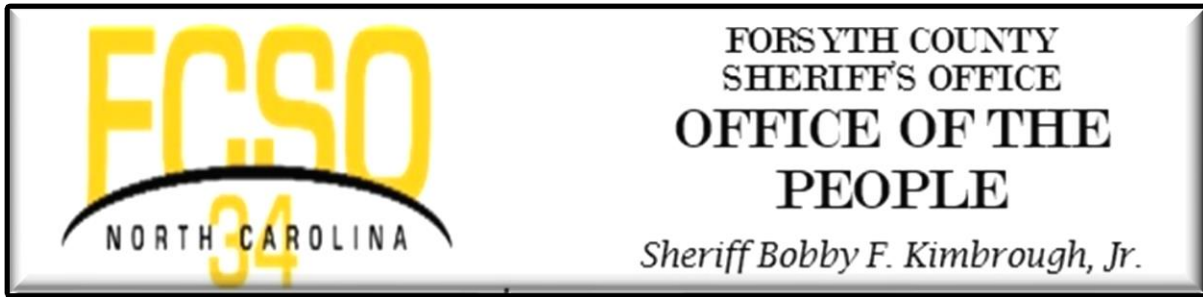 FCSO
34
NORTH CAROLINA
FORSYTH COUNTY
SHERIFF'S OFFICE
OFFICE OF THE
PEOPLE
Sheriff Bobby F. Kimbrough, Jr.